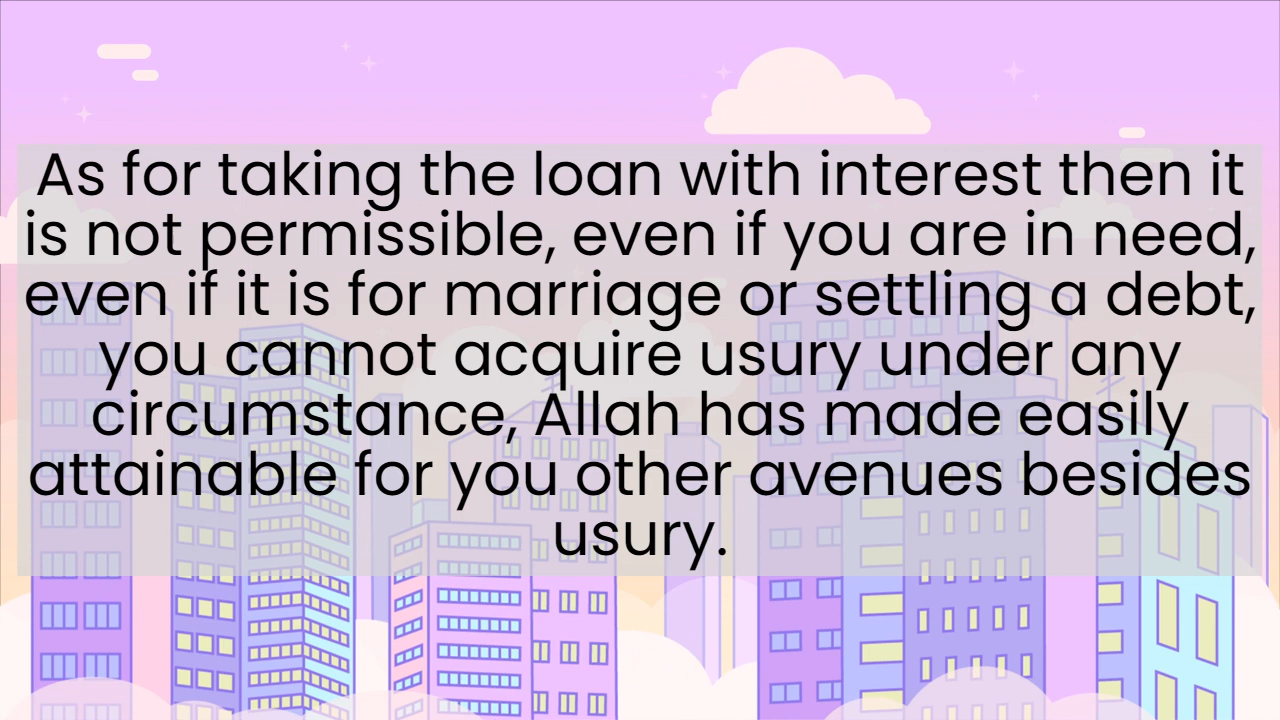 As for taking the loan with interest then it
is not permissible, even if you are in need,
even if it is for marriage or settling a debt,
you cannot acquire usury under any
circumstance, Allah has made easily
attainable for you other avenues besides
usury.